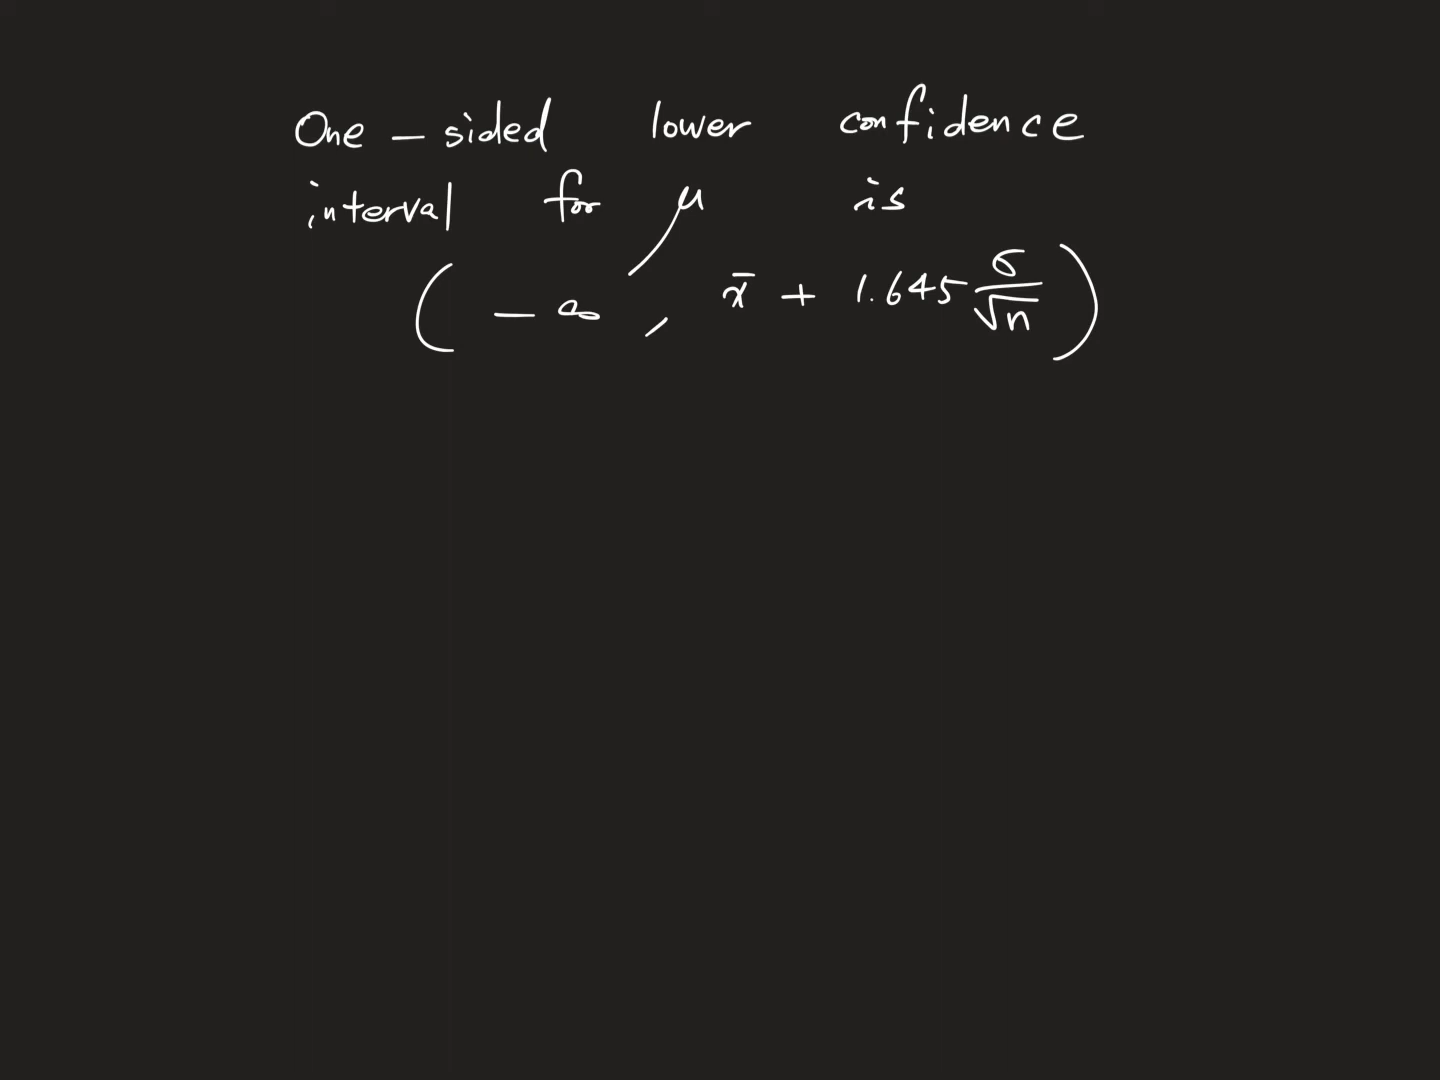 One - sided lower confidence
interval for μ is
( - ∞ , x̄ + 1.645 σ/√n )